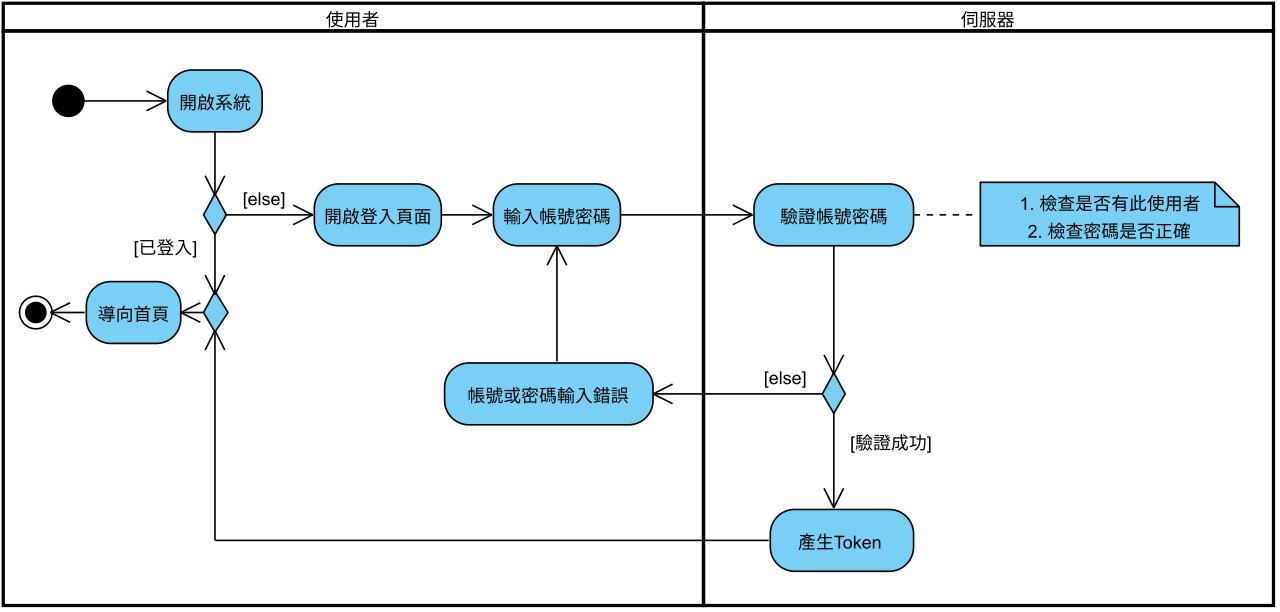 使用者
伺服器
開啟系統
[else]
開啟登入頁面
輸入帳號密碼
驗證帳號密碼
1. 檢查是否有此使用者
2. 檢查密碼是否正確
[已登入]
導向首頁
[else]
帳號或密碼輸入錯誤
[驗證成功]
產生Token